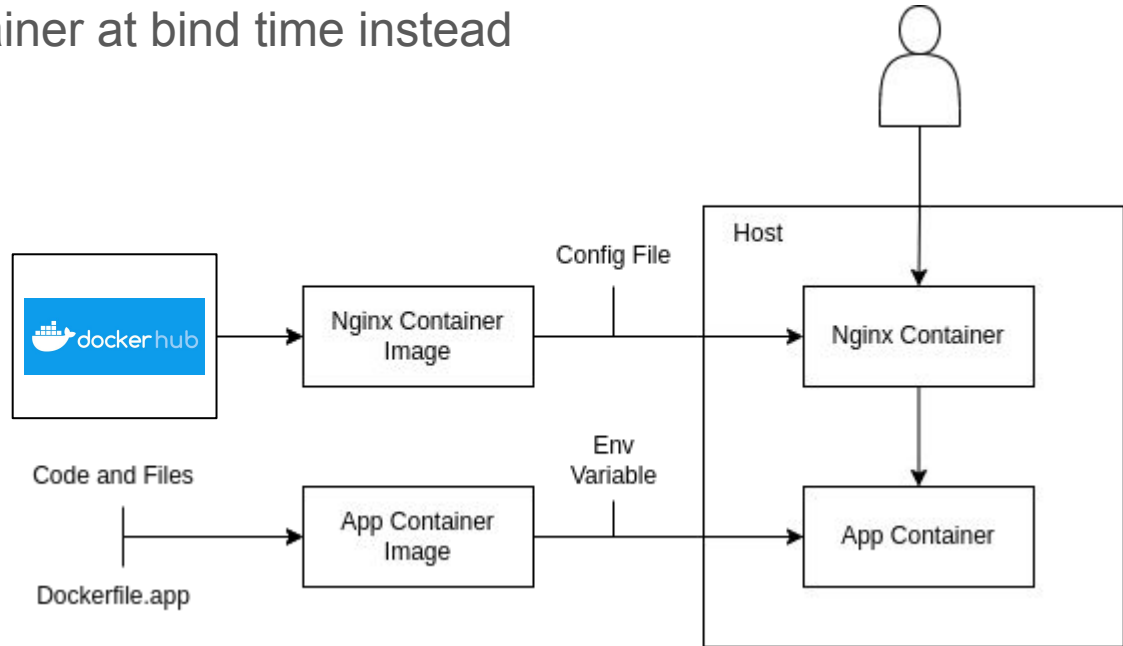 ainer at bind time instead
Host
Config File
dockerhub
Nginx Container
Image
Nginx Container
Env
Variable
Code and Files
App Container
Image
App Container
Dockerfile.app